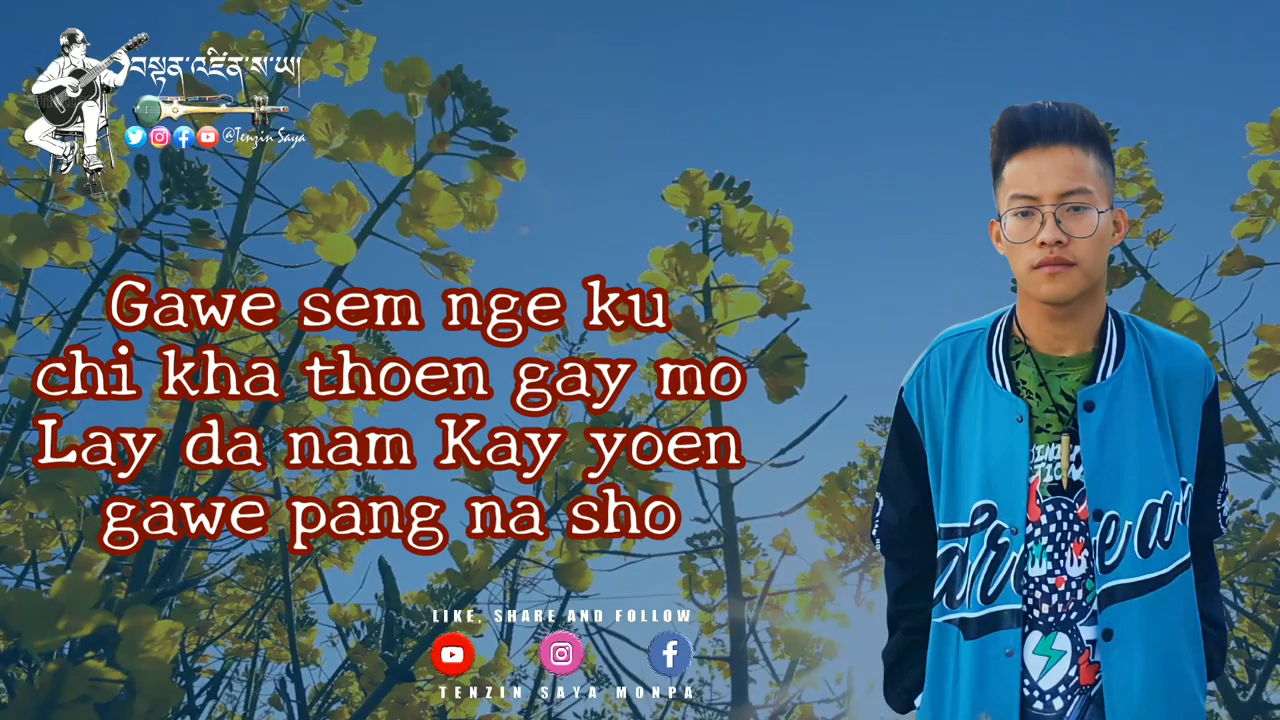 བསྟན་འཛིན་ས་ཡ།
@Tenzin Saya
Gawe sem nge ku
chi kha thoen gay mo
Lay da nam Kay yoen
gawe pang na sho
LIKE, SHARE AND FOLLOW
TENZIN SAYA MONPA